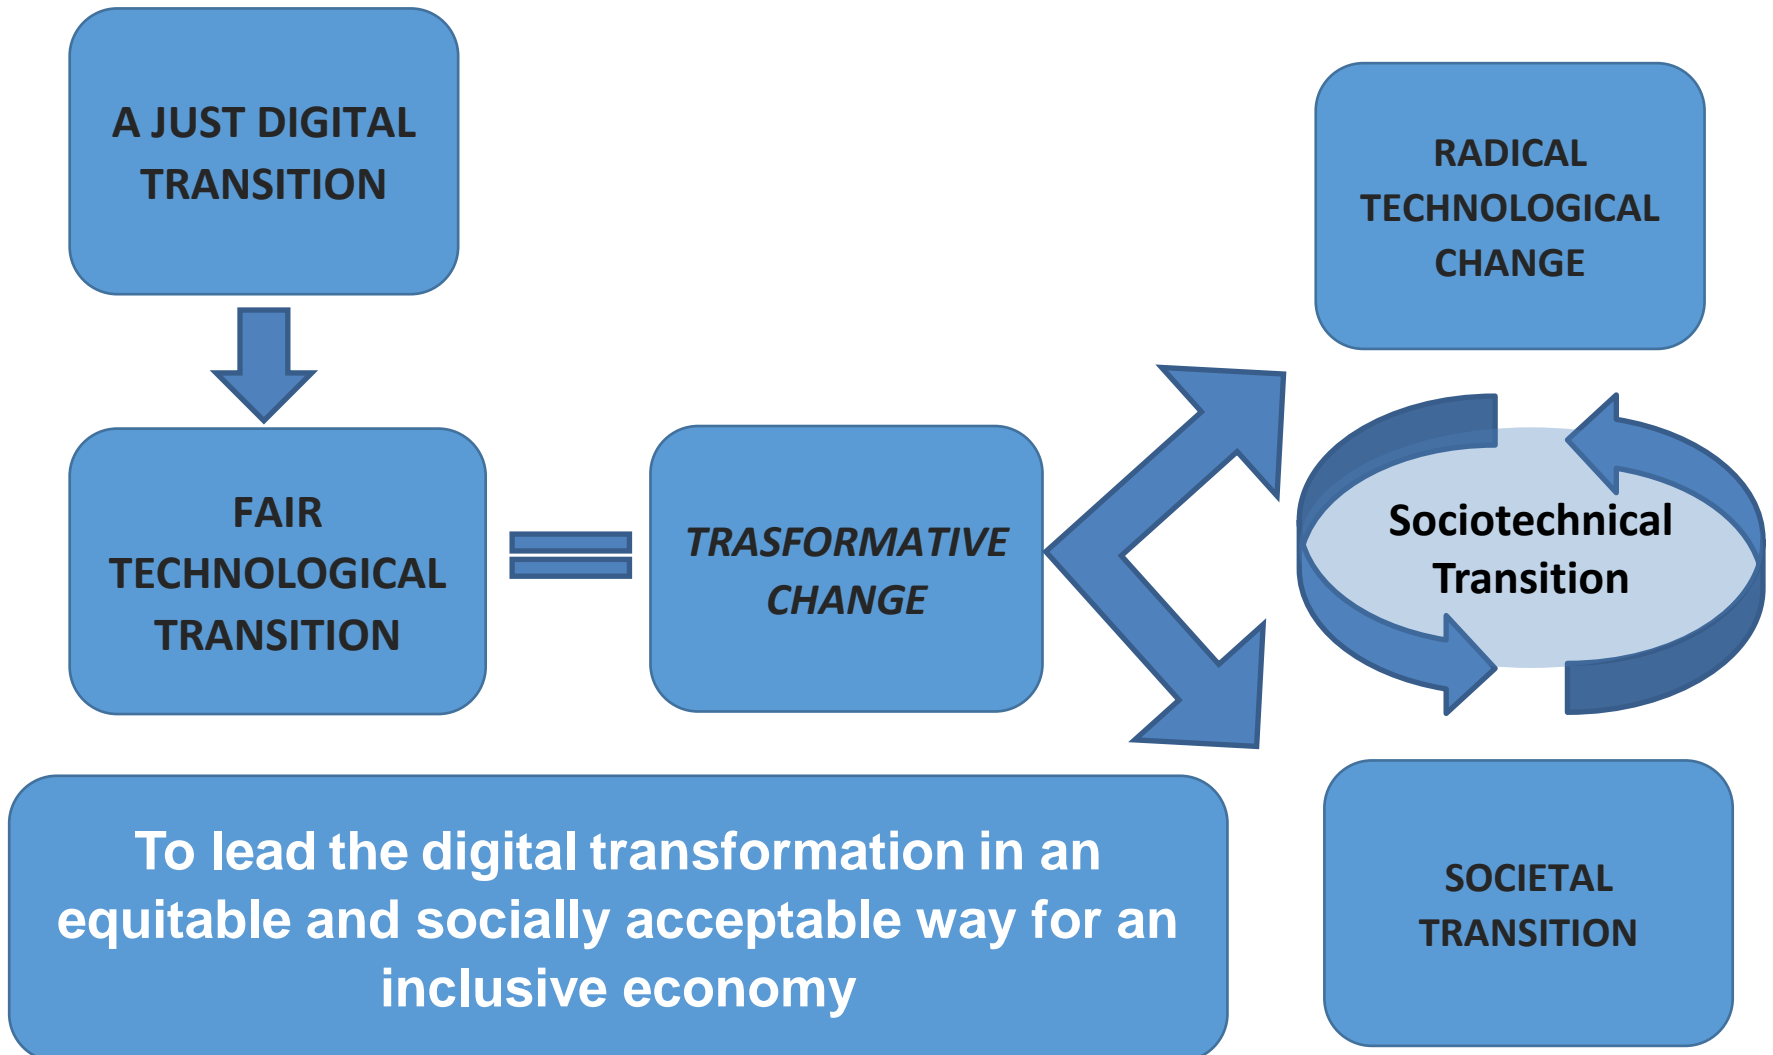 A JUST DIGITAL
TRANSITION
FAIR
TECHNOLOGICAL
TRANSITION
TRASFORMATIVE
CHANGE
RADICAL
TECHNOLOGICAL
CHANGE
Sociotechnical
Transition
SOCIETAL
TRANSITION
To lead the digital transformation in an
equitable and socially acceptable way for an
inclusive economy